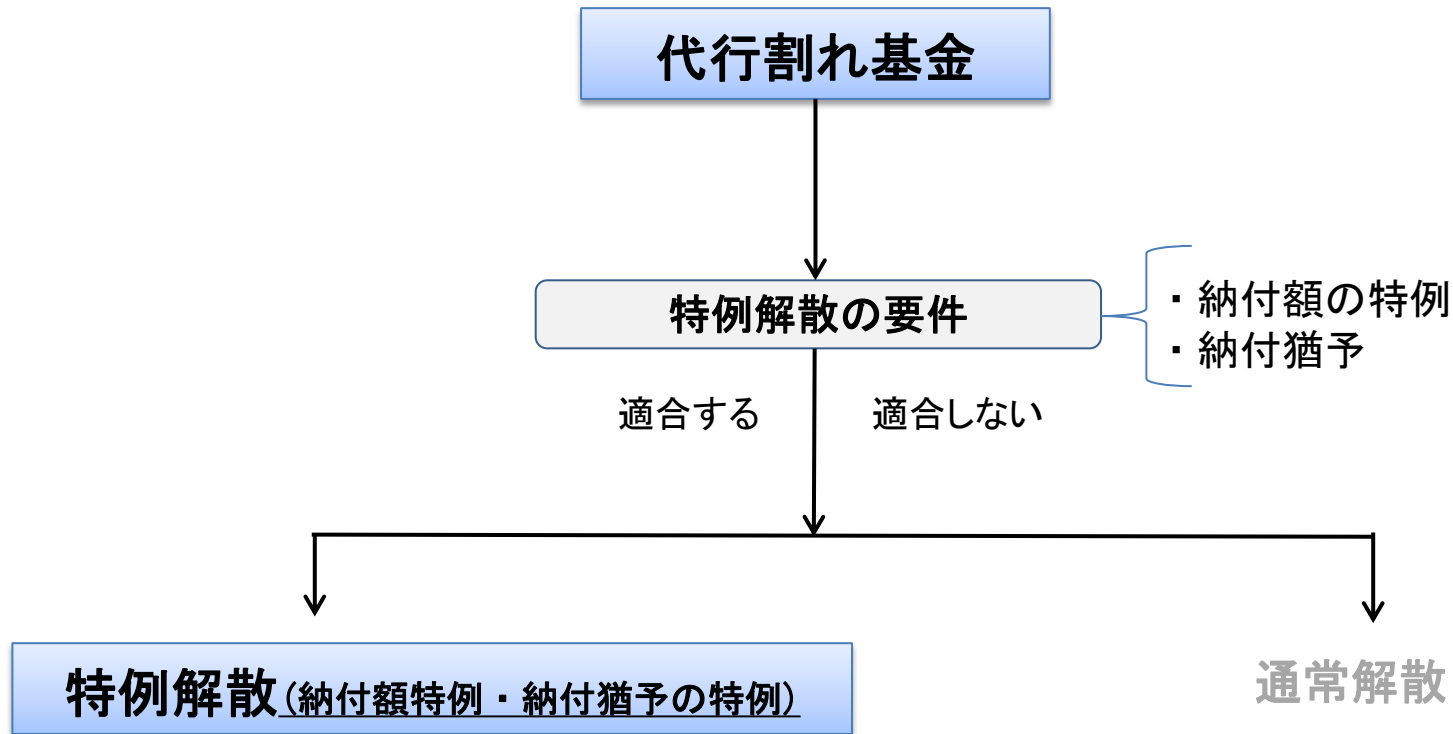 代行割れ基金
特例解散の要件
・納付額の特例
・納付猶予
適合する
適合しない
特例解散(納付額特例・納付猶予の特例)
通常解散